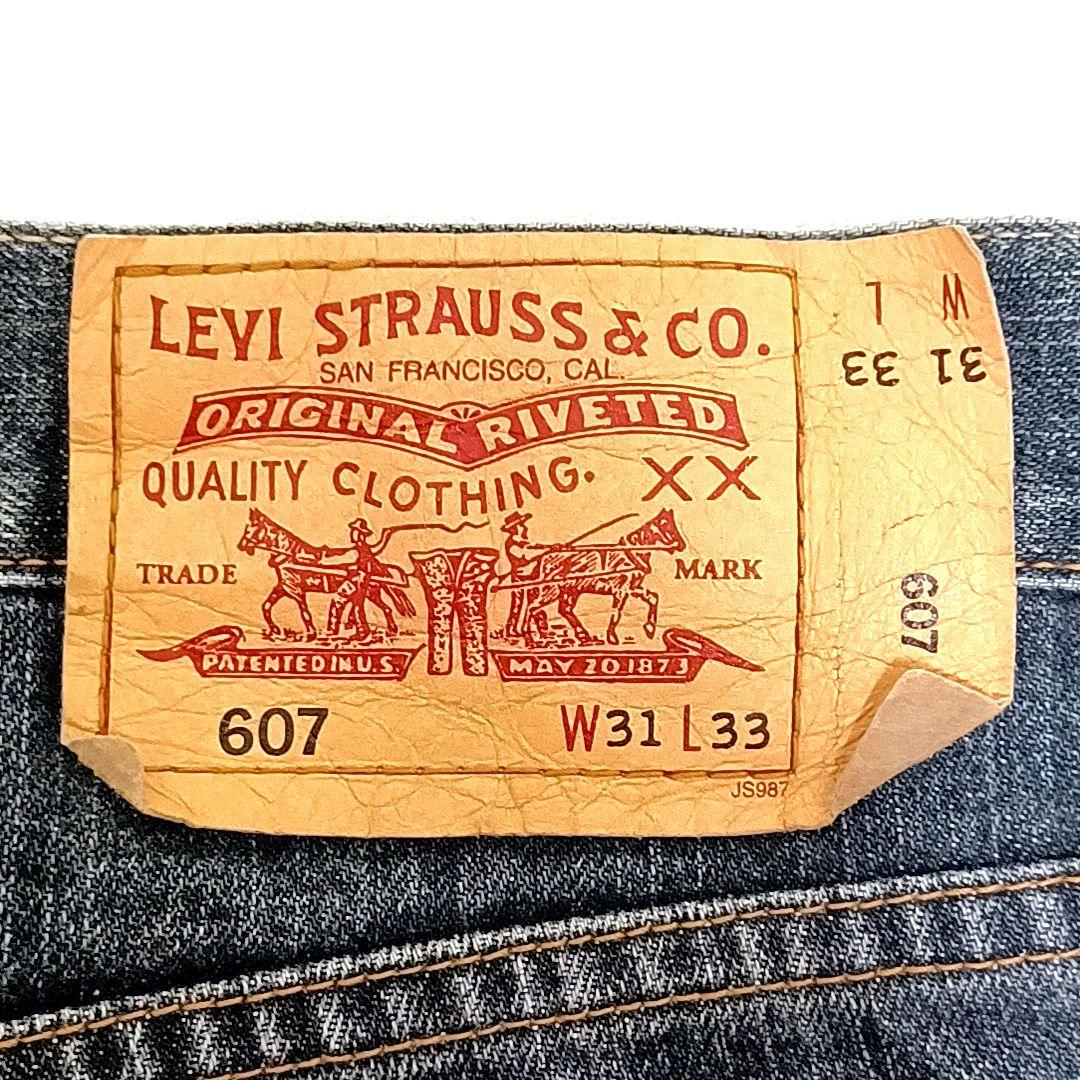 LEVI STRAUSS & CO.
SAN FRANCISCO, CAL.
ORIGINAL RIVETED
QUALITY CLOTHING. XX
TRADE MARK
PATENTED IN U.S. MAY 20.1873
607 W31 L33
JS987
W L
31 33
607